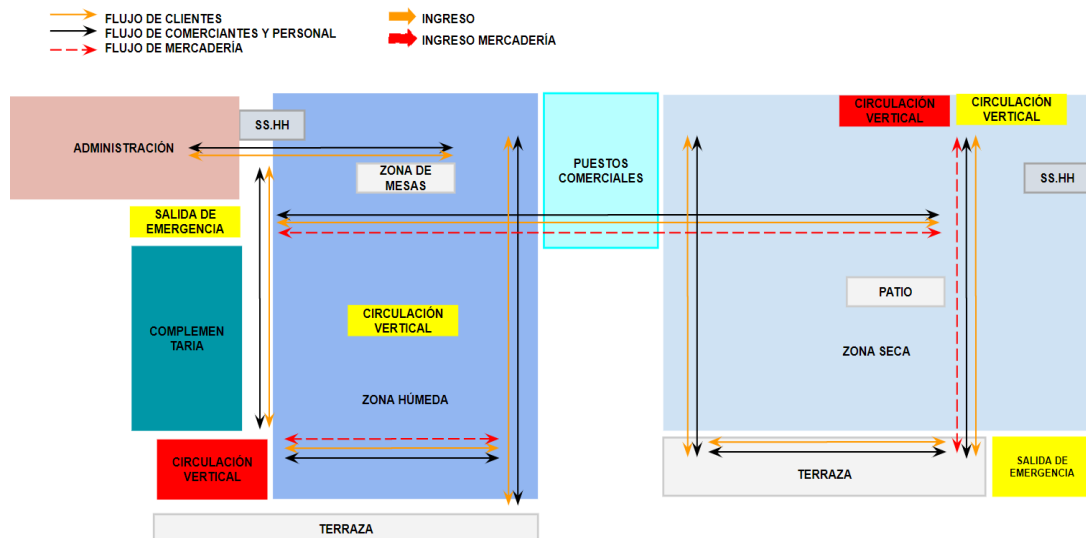 FLUJO DE CLIENTES
FLUJO DE COMERCIANTES Y PERSONAL
FLUJO DE MERCADERÍA
INGRESO
INGRESO MERCADERÍA
ADMINISTRACIÓN
SS.HH
ZONA DE
MESAS
PUESTOS
COMERCIALES
CIRCULACIÓN
VERTICAL
CIRCULACIÓN
VERTICAL
SS.HH
SALIDA DE
EMERGENCIA
COMPLEMEN
TARIA
CIRCULACIÓN
VERTICAL
PATIO
ZONA SECA
ZONA HÚMEDA
CIRCULACIÓN
VERTICAL
TERRAZA
SALIDA DE
EMERGENCIA
TERRAZA